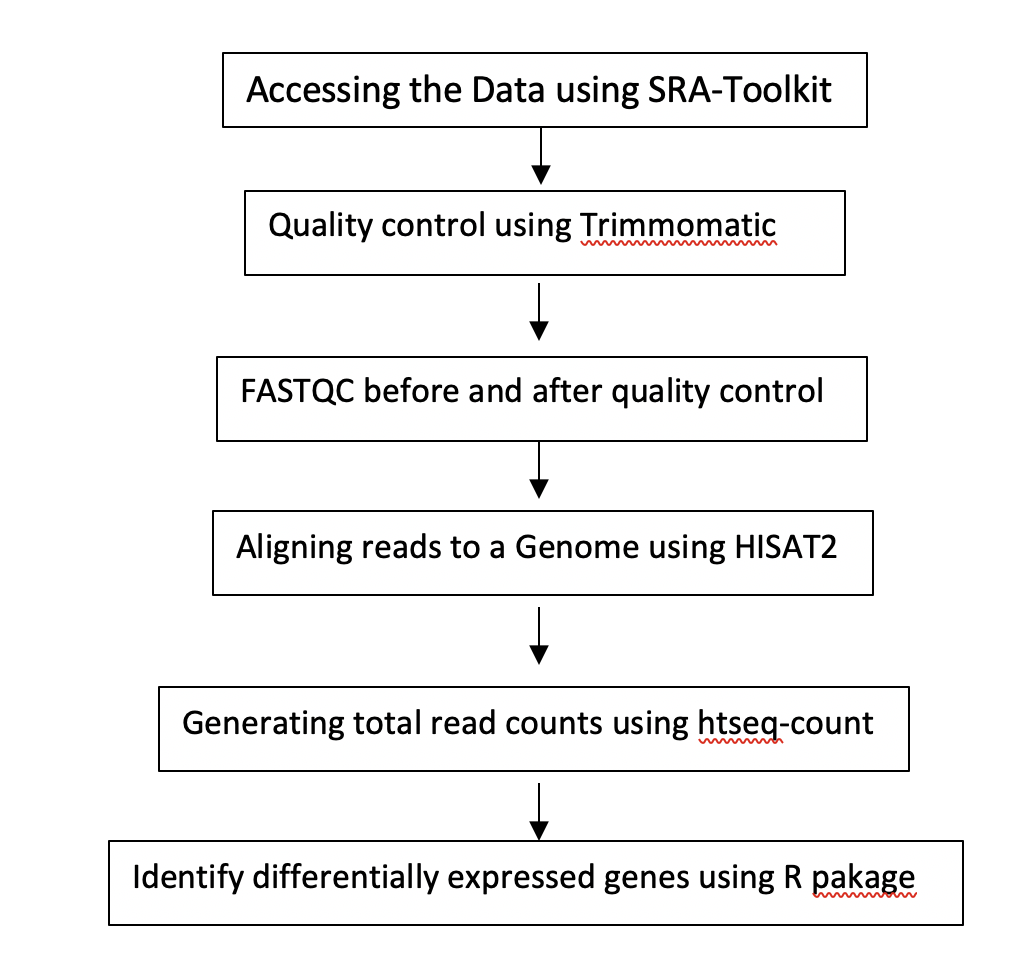 Accessing the Data using SRA-Toolkit
Quality control using Trimmomatic
FASTQC before and after quality control
Aligning reads to a Genome using HISAT2
Generating total read counts using htseq-count
Identify differentially expressed genes using R pakage